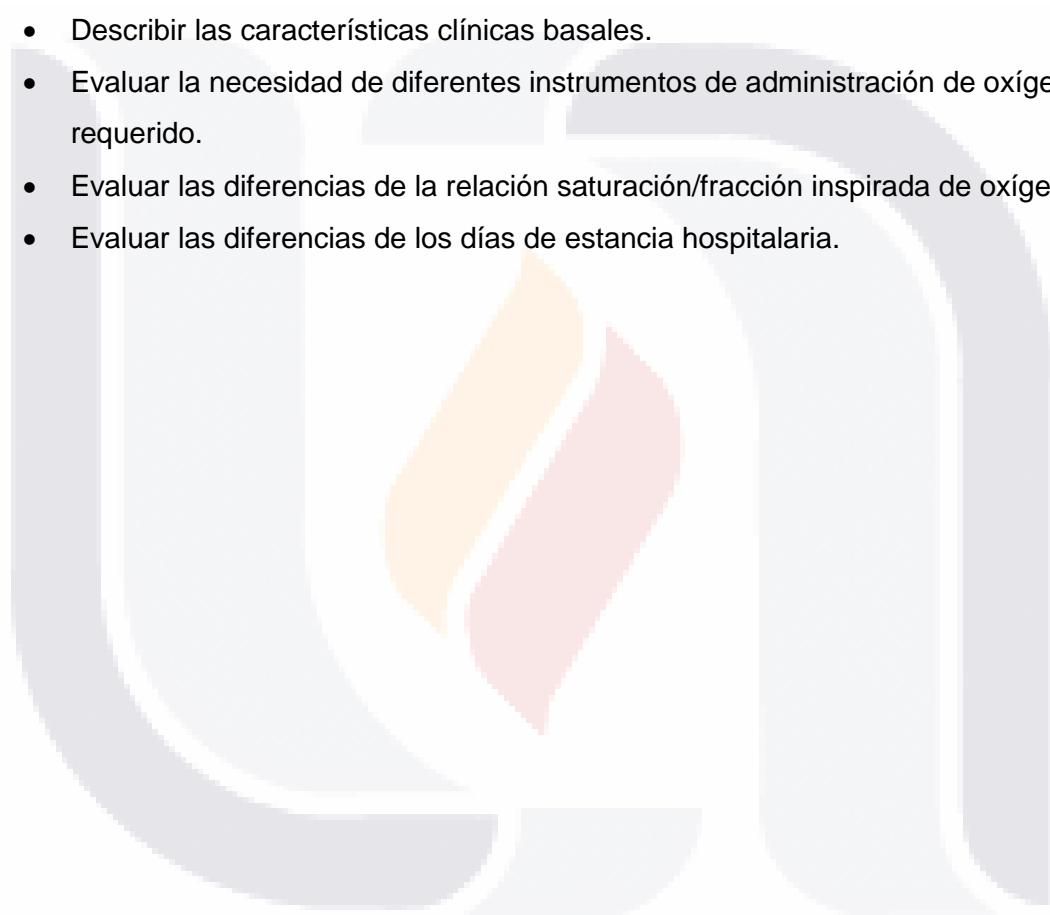 • Describir las características clínicas basales.
• Evaluar la necesidad de diferentes instrumentos de administración de oxíge
requerido.
• Evaluar las diferencias de la relación saturación/fracción inspirada de oxíge
• Evaluar las diferencias de los días de estancia hospitalaria.